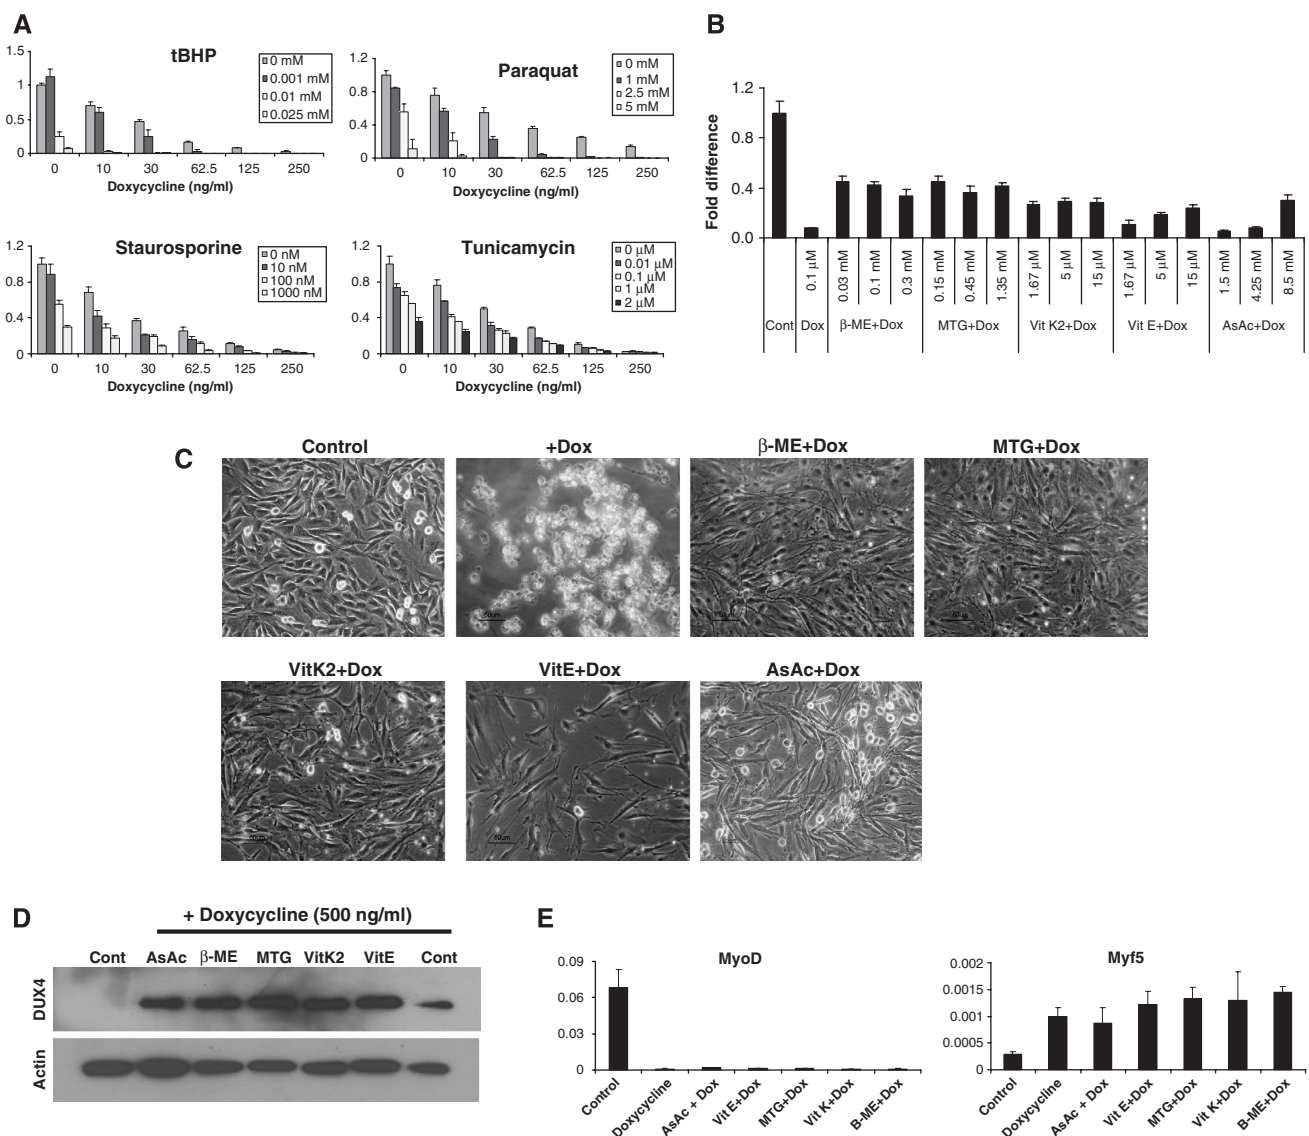 A
tBHP
1.5
1
0.5
0
0 mM
0.001 mM
0.01 mM
0.025 mM
0 10 30 62.5 125 250
Doxycycline (ng/ml)
Paraquat
1.2
0.8
0.4
0
0 mM
1 mM
2.5 mM
5 mM
0 10 30 62.5 125 250
Doxycycline (ng/ml)
Staurosporine
1.2
0.8
0.4
0
0 nM
10 nM
100 nM
1000 nM
0 10 30 62.5 125 250
Doxycycline (ng/ml)
Tunicamycin
1.2
0.8
0.4
0
0 μM
0.01 μM
0.1 μM
1 μM
2 μM
0 10 30 62.5 125 250
Doxycycline (ng/ml)
B
Fold difference
1.2
0.8
0.4
0.0
0.1 μM
0.03 mM
0.1 mM
0.3 mM
0.15 mM
0.45 mM
1.35 mM
1.67 μM
5 μM
15 μM
1.67 μM
5 μM
15 μM
1.5 mM
4.25 mM
8.5 mM
Cont Dox β-ME+Dox MTG+Dox Vit K2+Dox Vit E+Dox AsAc+Dox
C
Control +Dox β-ME+Dox MTG+Dox
VitK2+Dox VitE+Dox AsAc+Dox
50μm
D
+ Doxycycline (500 ng/ml)
Cont AsAc β-ME MTG VitK2 VitE Cont
DUX4
Actin
E
MyoD
0.09
0.06
0.03
0
Control
Doxycycline
AsAc + Dox
Vit E+Dox
MTG+Dox
Vit K+Dox
B-ME+Dox
Myf5
0.002
0.0015
0.001
0.0005
0
Control
Doxycycline
AsAc + Dox
Vit E+Dox
MTG+Dox
Vit K+Dox
B-ME+Dox